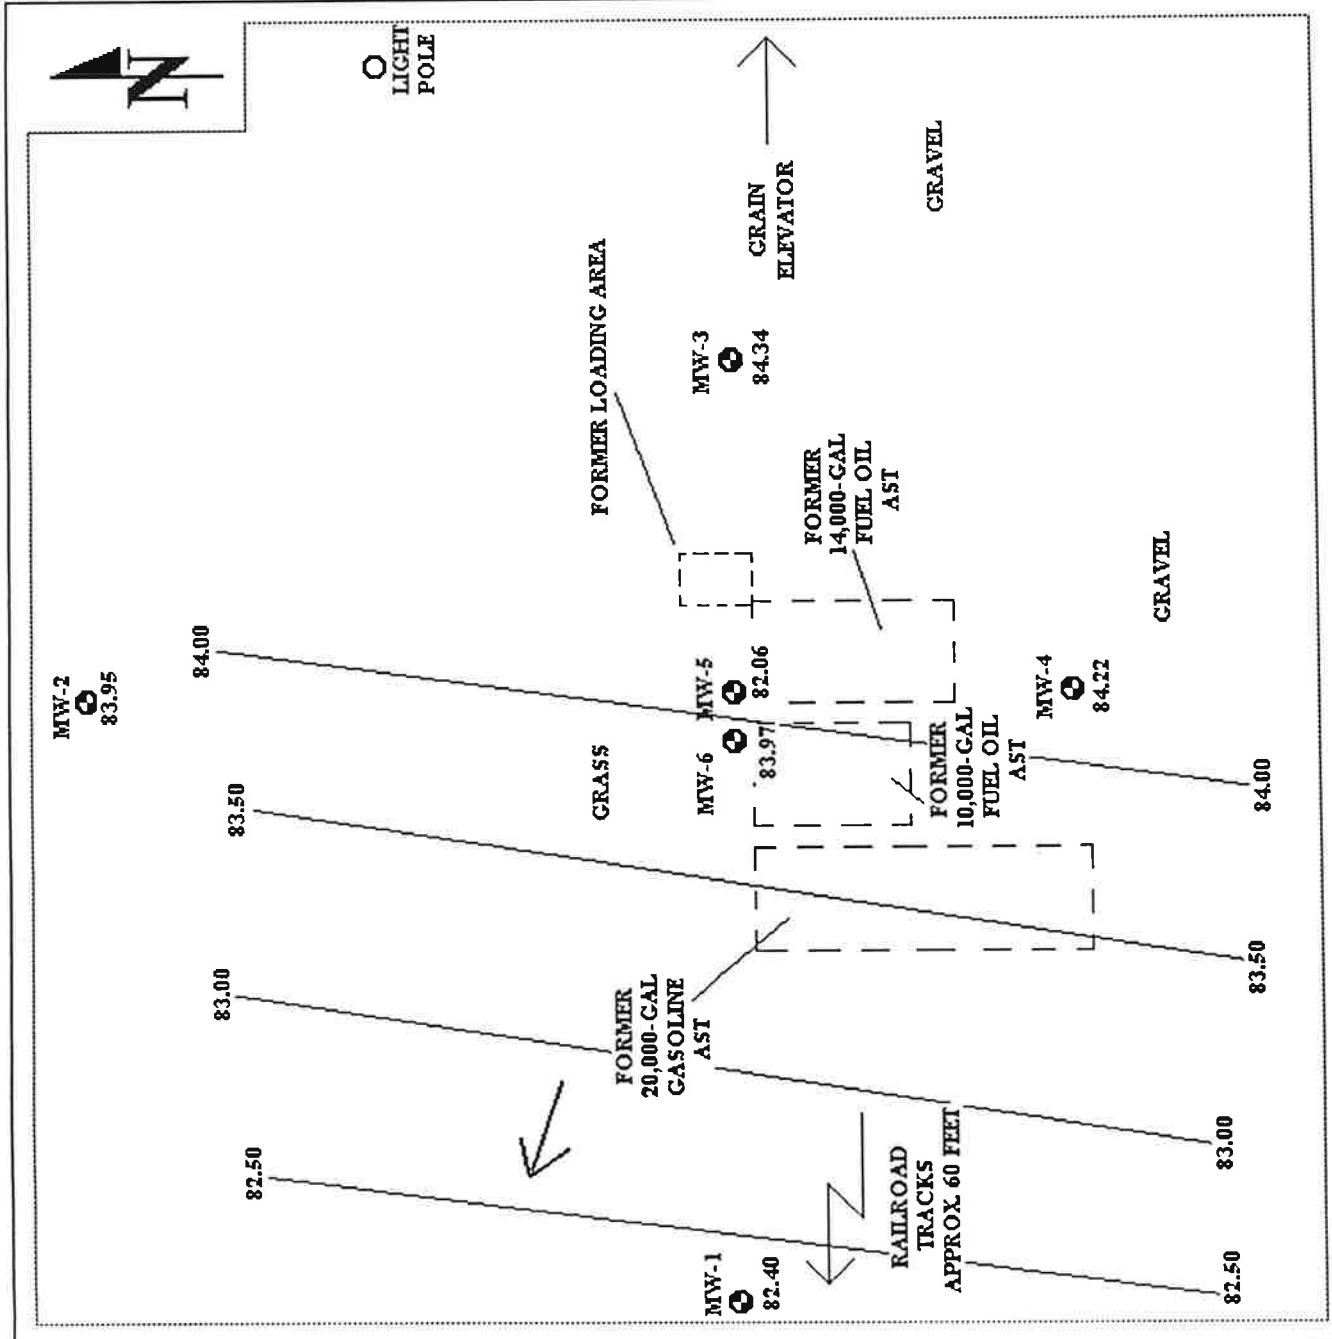 N
LIGHT
POLE
MW-2
83.95
84.00
83.50
83.00
82.50
FORMER LOADING AREA
GRASS
GRAIN
ELEVATOR
GRAVEL
MW-3
84.34
MW-5
82.06
MW-6
83.97
MW-1
82.40
FORMER
14,000-GAL
FUEL OIL
AST
FORMER
10,000-GAL
FUEL OIL
AST
FORMER
20,000-GAL
GASOLINE
AST
MW-4
84.22
GRAVEL
RAILROAD
TRACKS
APPROX. 60 FEET
84.00
83.50
83.00
82.50